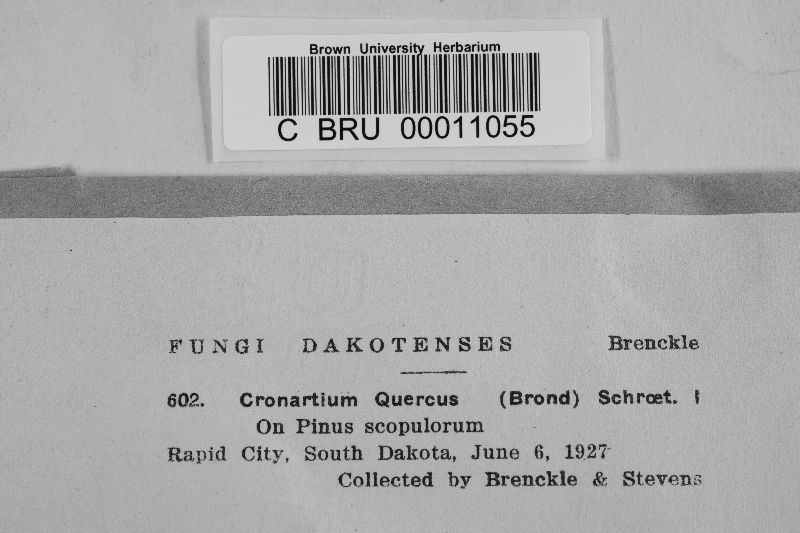 Brown University Herbarium
C BRU 00011055
FUNGI DAKOTENSES Brenckle
602. Cronartium Quercus (Brond) Schrœt. I
On Pinus scopulorum
Rapid City, South Dakota, June 6, 1927
Collected by Brenckle & Stevens